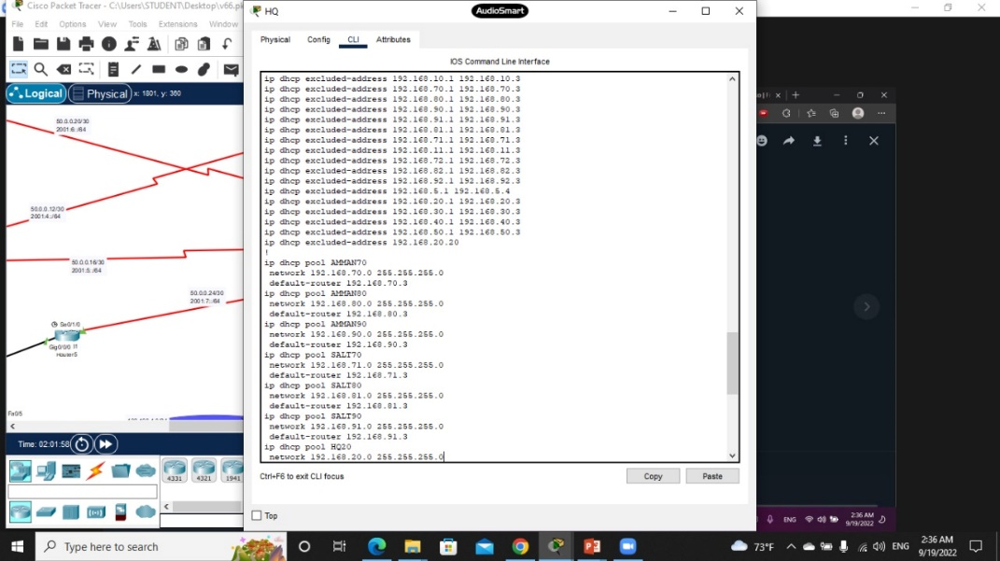 Cisco Packet Tracer - C:\Users\STUDENT\Desktop\v66.pk
File Edit Options View Tools Extensions Window
Logical Physical x: 1801, y: 360
50.0.0.20/30
2001:6::/64
50.0.0.12/30
2001:4::/64
50.0.0.16/30
2001:5::/64
50.0.0.24/30
2001:7::/64
Se0/1/0
Router5
Fa0/5
Time: 02:01:58
4331 4321 1941
HQ
AudioSmart
Physical Config CLI Attributes
IOS Command Line Interface
ip dhcp excluded-address 192.168.10.1 192.168.10.3
ip dhcp excluded-address 192.168.70.1 192.168.70.3
ip dhcp excluded-address 192.168.80.1 192.168.80.3
ip dhcp excluded-address 192.168.90.1 192.168.90.3
ip dhcp excluded-address 192.168.91.1 192.168.91.3
ip dhcp excluded-address 192.168.81.1 192.168.81.3
ip dhcp excluded-address 192.168.71.1 192.168.71.3
ip dhcp excluded-address 192.168.11.1 192.168.11.3
ip dhcp excluded-address 192.168.72.1 192.168.72.3
ip dhcp excluded-address 192.168.82.1 192.168.82.3
ip dhcp excluded-address 192.168.92.1 192.168.92.3
ip dhcp excluded-address 192.168.5.1 192.168.5.4
ip dhcp excluded-address 192.168.20.1 192.168.20.3
ip dhcp excluded-address 192.168.30.1 192.168.30.3
ip dhcp excluded-address 192.168.40.1 192.168.40.3
ip dhcp excluded-address 192.168.50.1 192.168.50.3
ip dhcp excluded-address 192.168.20.20
!
ip dhcp pool AMMAN70
network 192.168.70.0 255.255.255.0
default-router 192.168.70.3
ip dhcp pool AMMAN80
network 192.168.80.0 255.255.255.0
default-router 192.168.80.3
ip dhcp pool AMMAN90
network 192.168.90.0 255.255.255.0
default-router 192.168.90.3
ip dhcp pool SALT70
network 192.168.71.0 255.255.255.0
default-router 192.168.71.3
ip dhcp pool SALT80
network 192.168.81.0 255.255.255.0
default-router 192.168.81.3
ip dhcp pool SALT90
network 192.168.91.0 255.255.255.0
default-router 192.168.91.3
ip dhcp pool HQ20
network 192.168.20.0 255.255.255.0
Ctrl+F6 to exit CLI focus
Copy Paste
Top
ENG
2:36 AM
9/19/2022
Type here to search
73°F
ENG
2:36 AM
9/19/2022